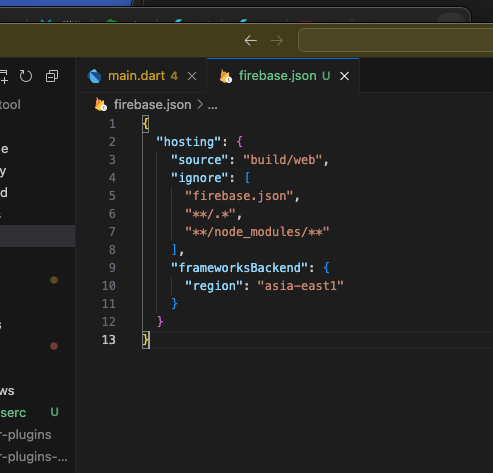 main.dart 4
firebase.json U
tool
firebase.json > ...
e
y
d
s
s
ws
serc U
r-plugins
r-plugins-...
1 {
2 "hosting": {
3 "source": "build/web",
4 "ignore": [
5 "firebase.json",
6 "**/.*",
7 "**/node_modules/**"
8 ],
9 "frameworksBackend": {
10 "region": "asia-east1"
11 }
12 }
13 }